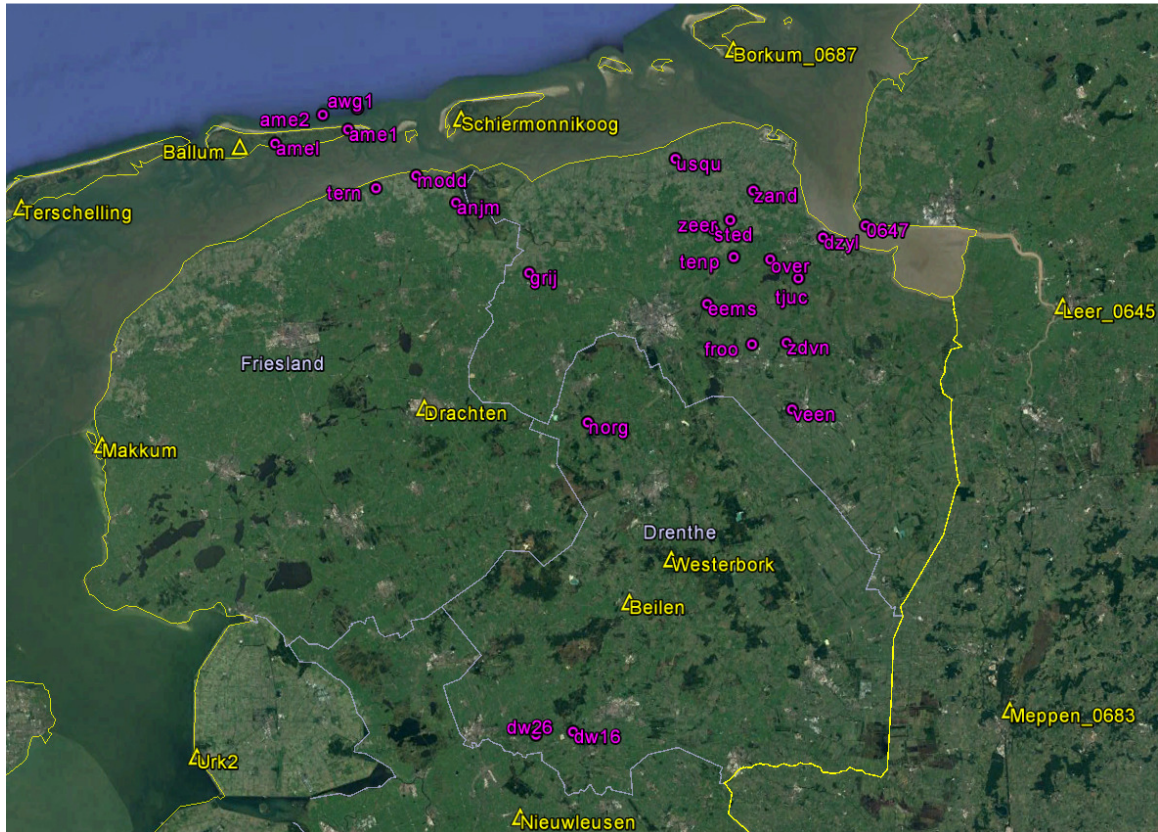 Borkum_0687
awg1
ame2
Schiermonnikoog
ame1
amel
Ballum_
usqu
modd
tern
zand
anjm
Terschelling
zeer
sted
0647
dzyl
tenp
over
grij
tjuc
eems
Leer_0645
froo
zdvn
Friesland
Drachten
veen
norg
Makkum
Drenthe
Westerbork
Beilen
Meppen_0683
dw26
dw16
Urk2
Nieuwleusen